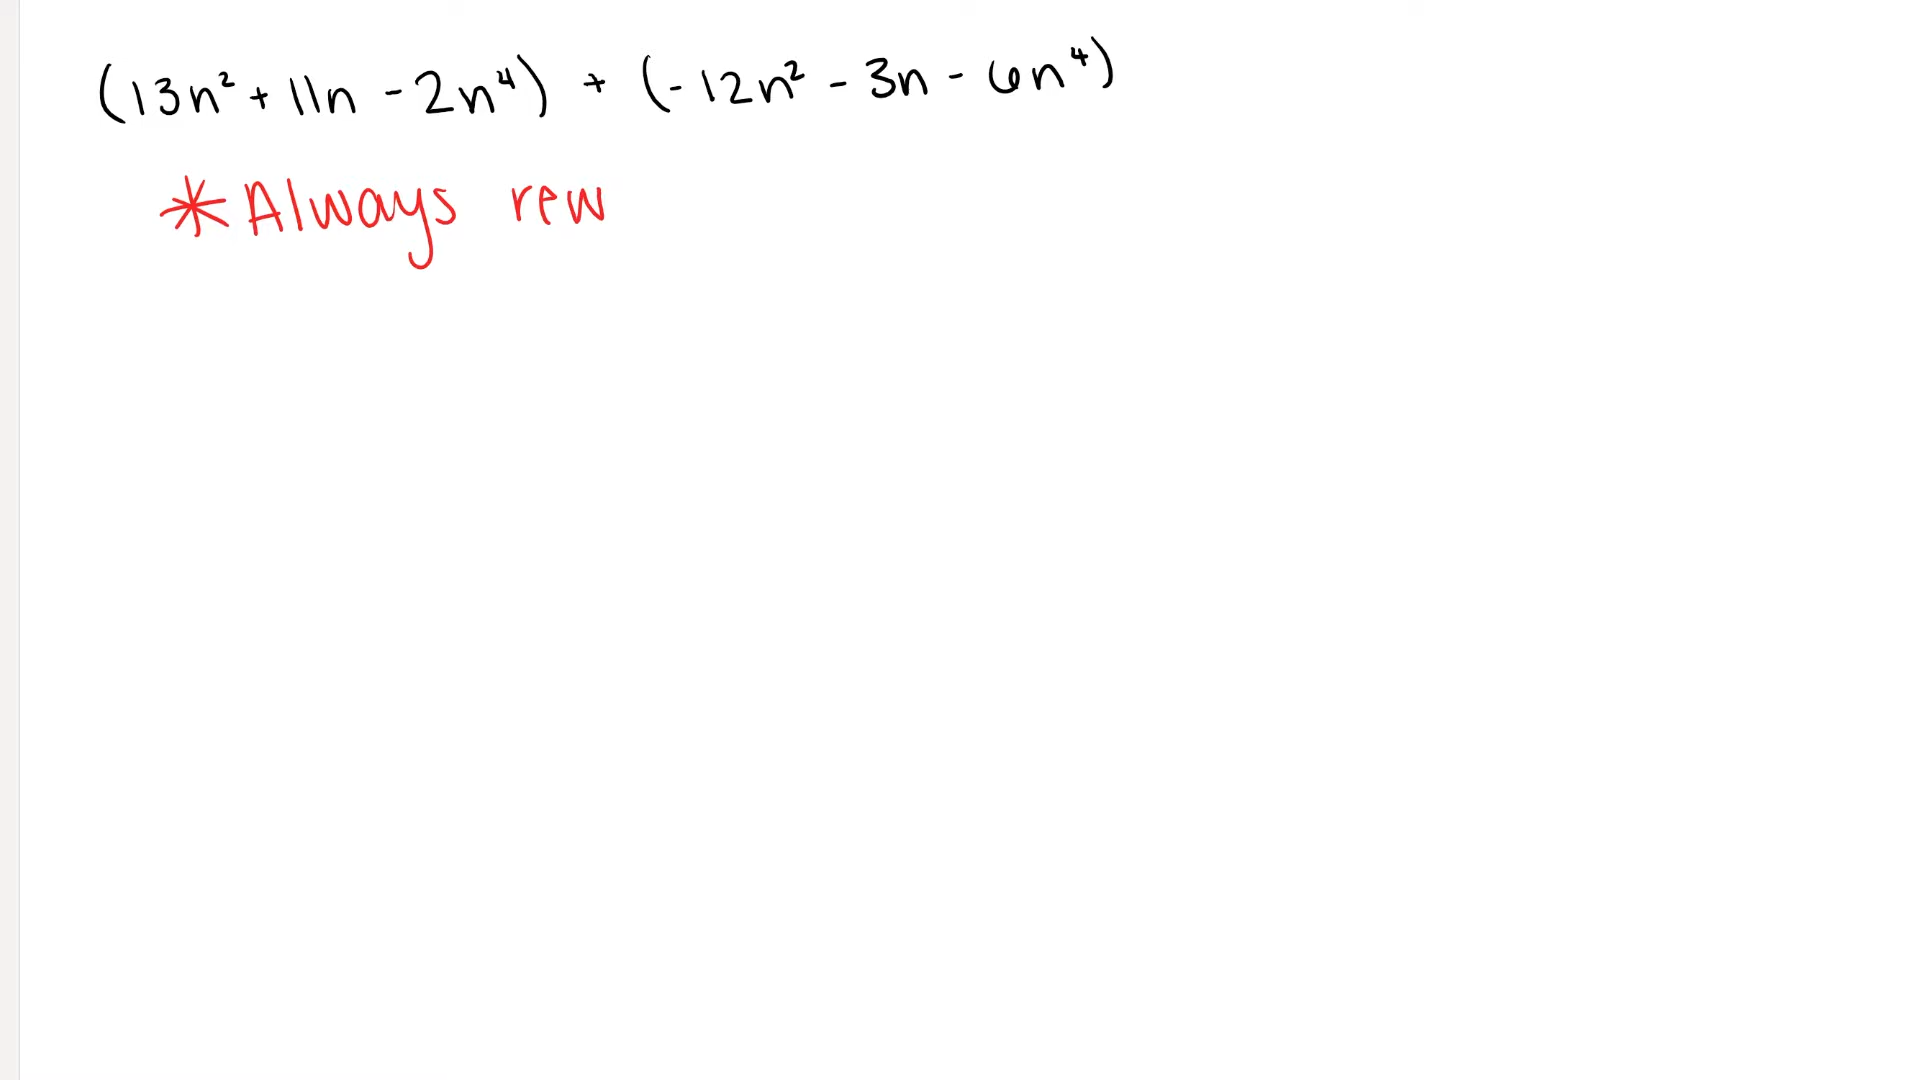 (13n² + 11n - 2n⁴) + (-12n² - 3n - 6n⁴)
*Always rew